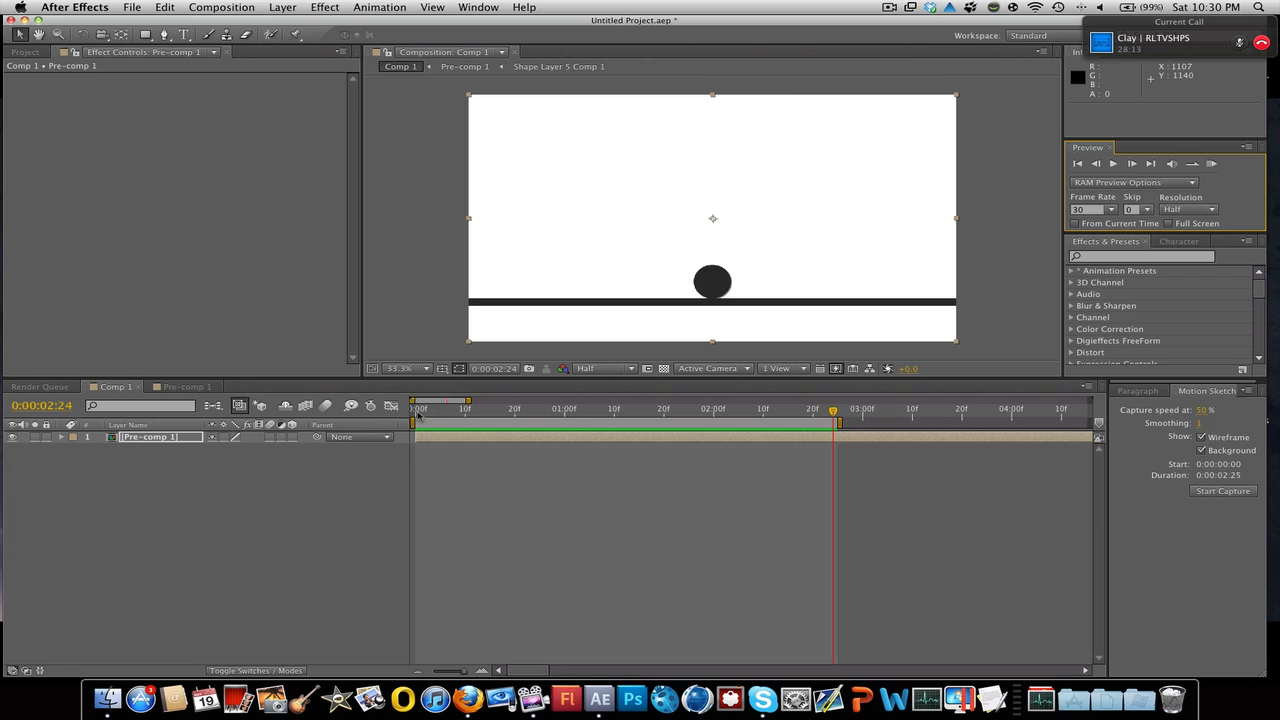 After Effects File Edit Composition Layer Effect Animation View Window Help (99%) Sat 10:30 PM
Untitled Project.aep *
Workspace: Standard
Current Call
Clay | RLTVSHPS
28:13
Project Effect Controls: Pre-comp 1
Comp 1 • Pre-comp 1
Composition: Comp 1
Comp 1 Pre-comp 1 Shape Layer 5 Comp 1
R :
G :
B :
A : 0
X : 1107
Y : 1140
Preview
RAM Preview Options
Frame Rate Skip Resolution
30 0 Half
From Current Time Full Screen
Effects & Presets Character
* Animation Presets
3D Channel
Audio
Blur & Sharpen
Channel
Color Correction
Digieffects FreeForm
Distort
Expression Controls
33.3% 0:00:02:24 Half Active Camera 1 View +0.0
Render Queue Comp 1 Pre-comp 1
0:00:02:24
:00f 10f 20f 01:00f 10f 20f 02:00f 10f 20f 03:00f 10f 20f 04:00f 10f
# Layer Name Parent
1 [Pre-comp 1] None
Toggle Switches / Modes
Paragraph Motion Sketch
Capture speed at: 50 %
Smoothing: 1
Show: Wireframe
Background
Start: 0:00:00:00
Duration: 0:00:02:25
Start Capture